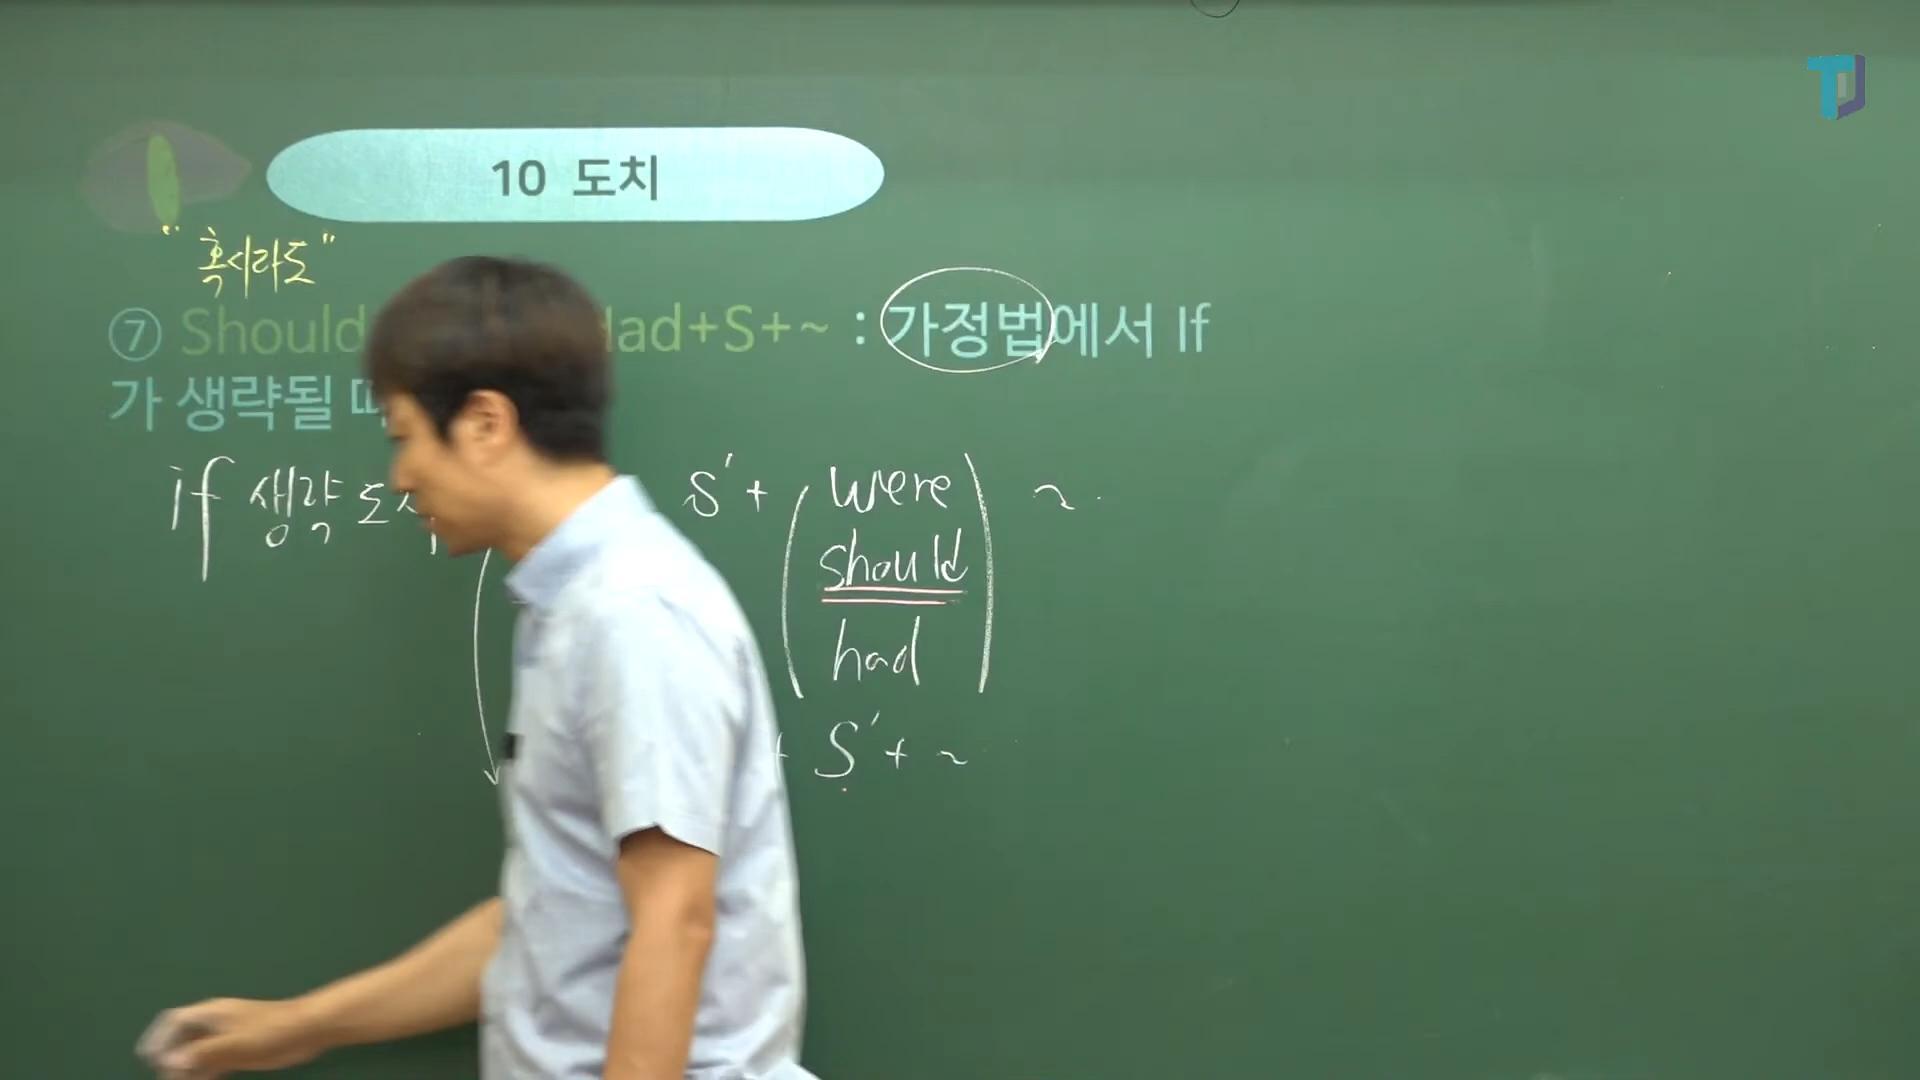 10 도치
"혹시라도"
⑦ Should Had+S+~ : 가정법에서 If
가 생략될 때
if 생략 도치 S'+ ( were ) ~.
should
had
+ S'+ ~
TJ